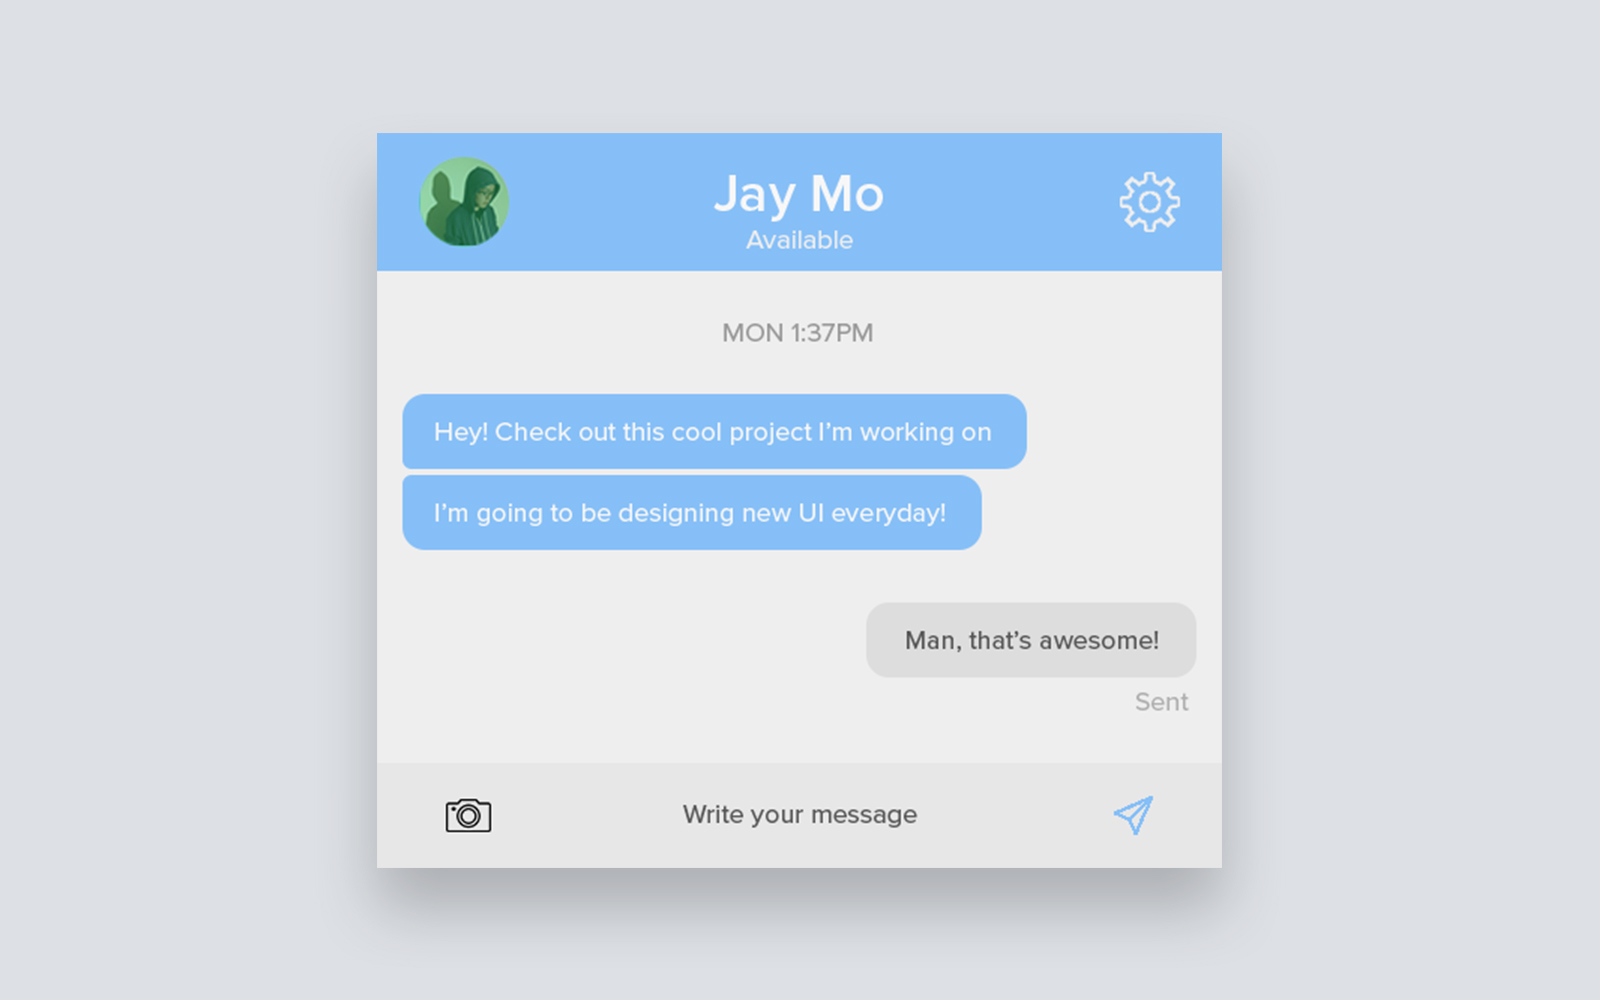 Jay Mo
Available
MON 1:37PM
Hey! Check out this cool project I’m working on
I’m going to be designing new UI everyday!
Man, that’s awesome!
Sent
Write your message